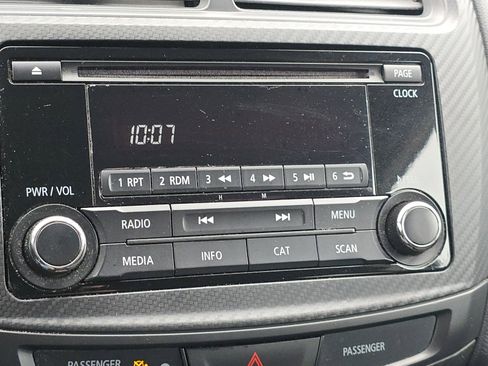 PAGE
CLOCK
10:07
1 RPT 2 RDM 3 4 5 6
H M
PWR / VOL
RADIO MENU
MEDIA INFO CAT SCAN
PASSENGER PASSENGER